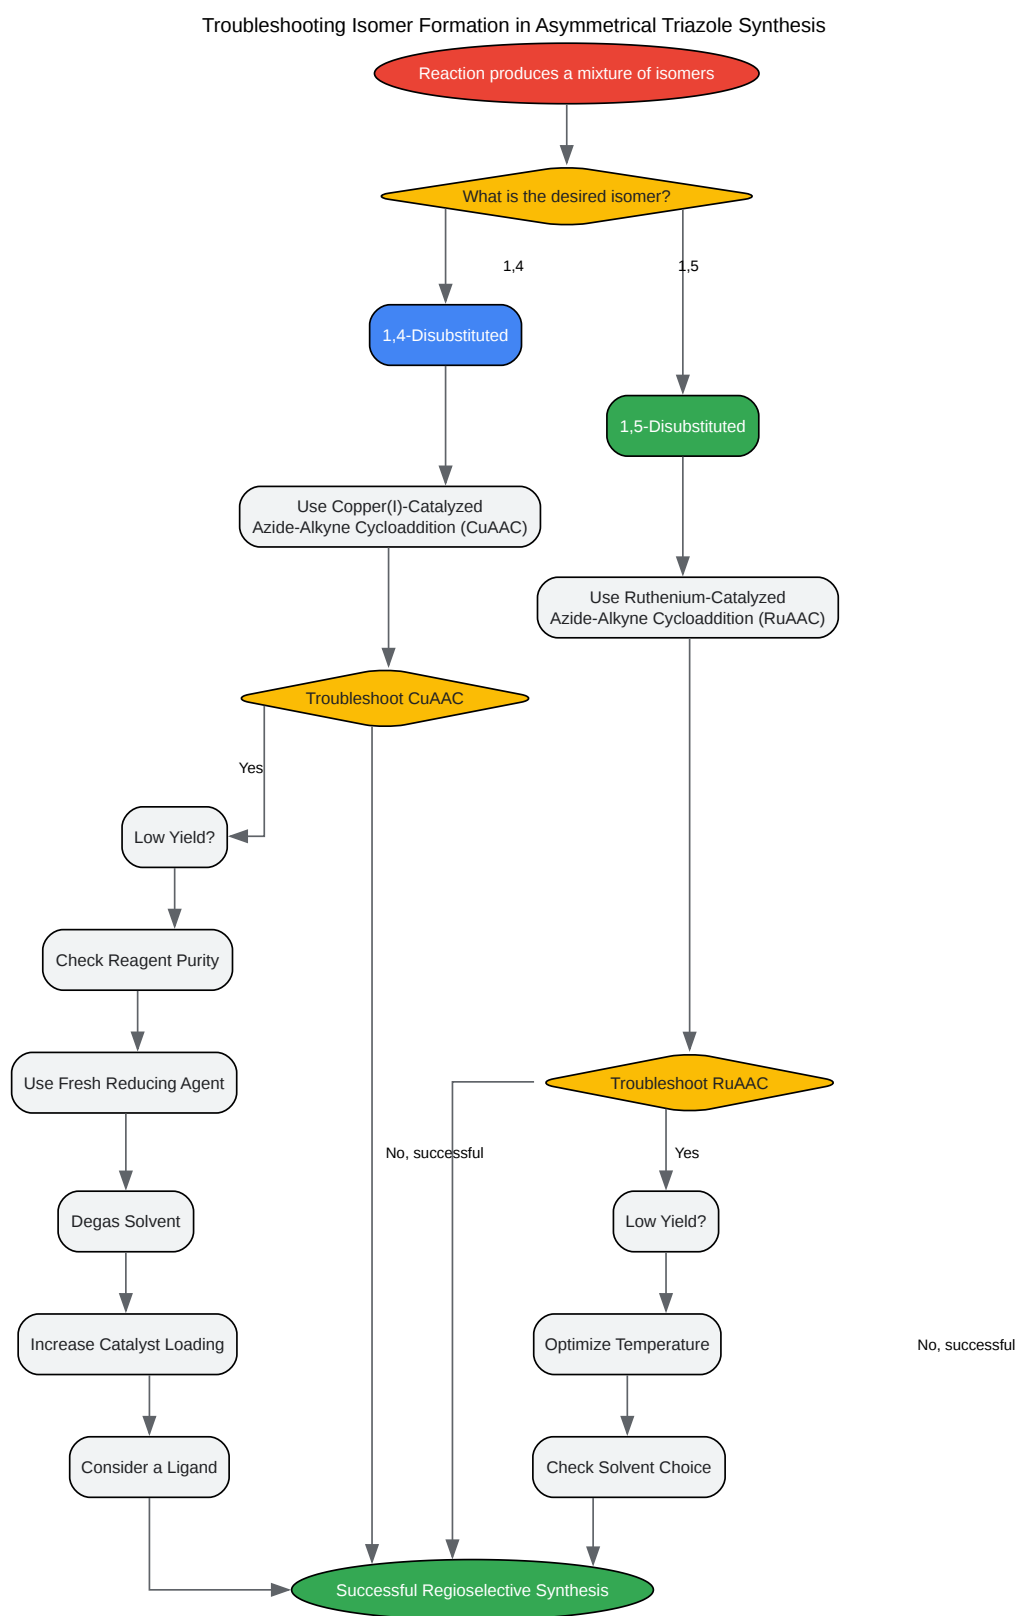 Troubleshooting Isomer Formation in Asymmetrical Triazole Synthesis
Reaction produces a mixture of isomers
What is the desired isomer?
1,4
1,5
1,4-Disubstituted
1,5-Disubstituted
Use Copper(I)-Catalyzed
Azide-Alkyne Cycloaddition (CuAAC)
Use Ruthenium-Catalyzed
Azide-Alkyne Cycloaddition (RuAAC)
Troubleshoot CuAAC
Yes
Low Yield?
Check Reagent Purity
Use Fresh Reducing Agent
Troubleshoot RuAAC
No, successful
Yes
Degas Solvent
Low Yield?
Increase Catalyst Loading
Optimize Temperature
No, successful
Consider a Ligand
Check Solvent Choice
Successful Regioselective Synthesis